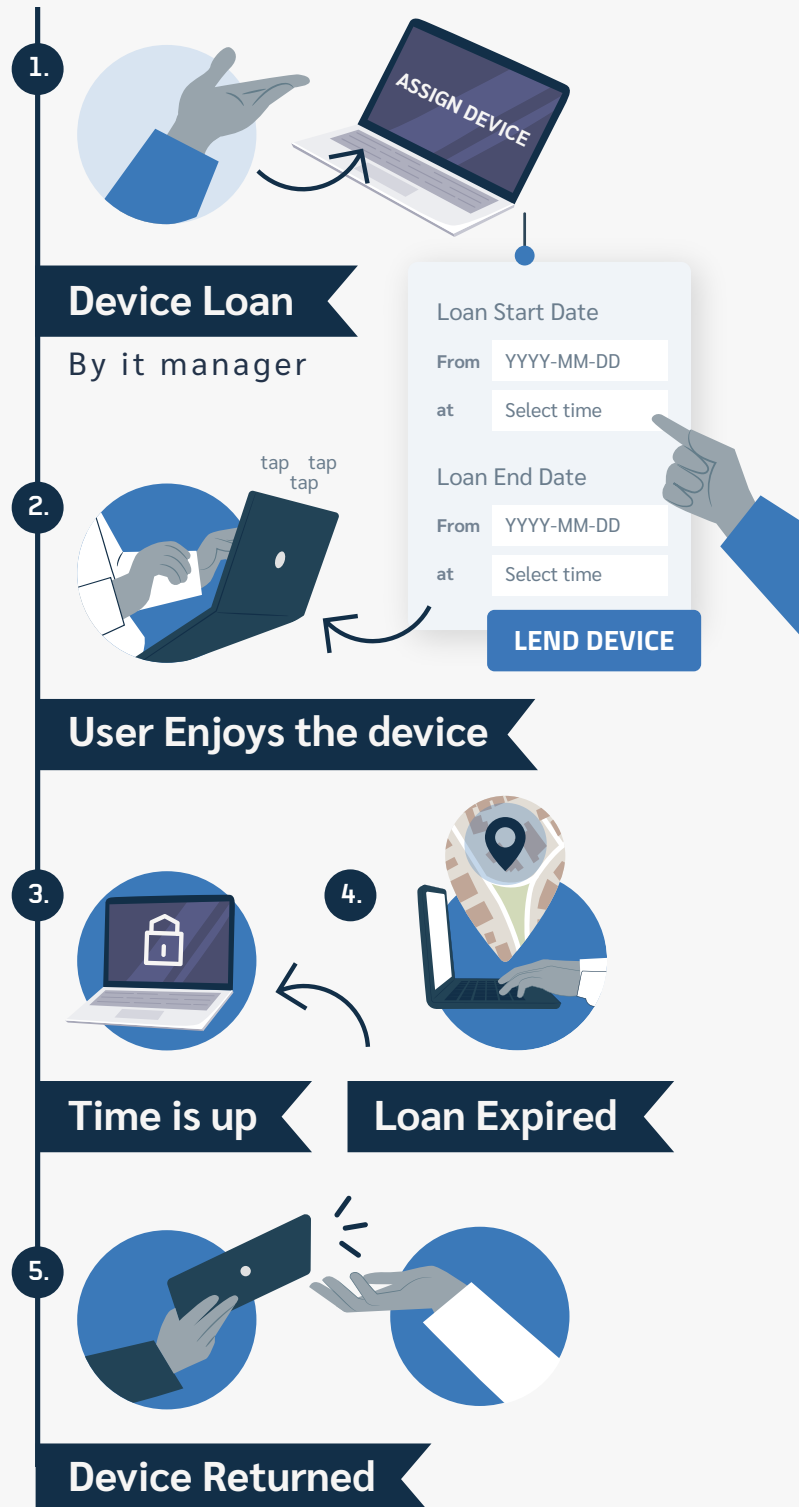 1.
ASSIGN DEVICE
Device Loan
By it manager
Loan Start Date
From YYYY-MM-DD
at Select time
Loan End Date
From YYYY-MM-DD
at Select time
LEND DEVICE
2.
tap tap
tap
User Enjoys the device
3.
Time is up
4.
Loan Expired
5.
Device Returned